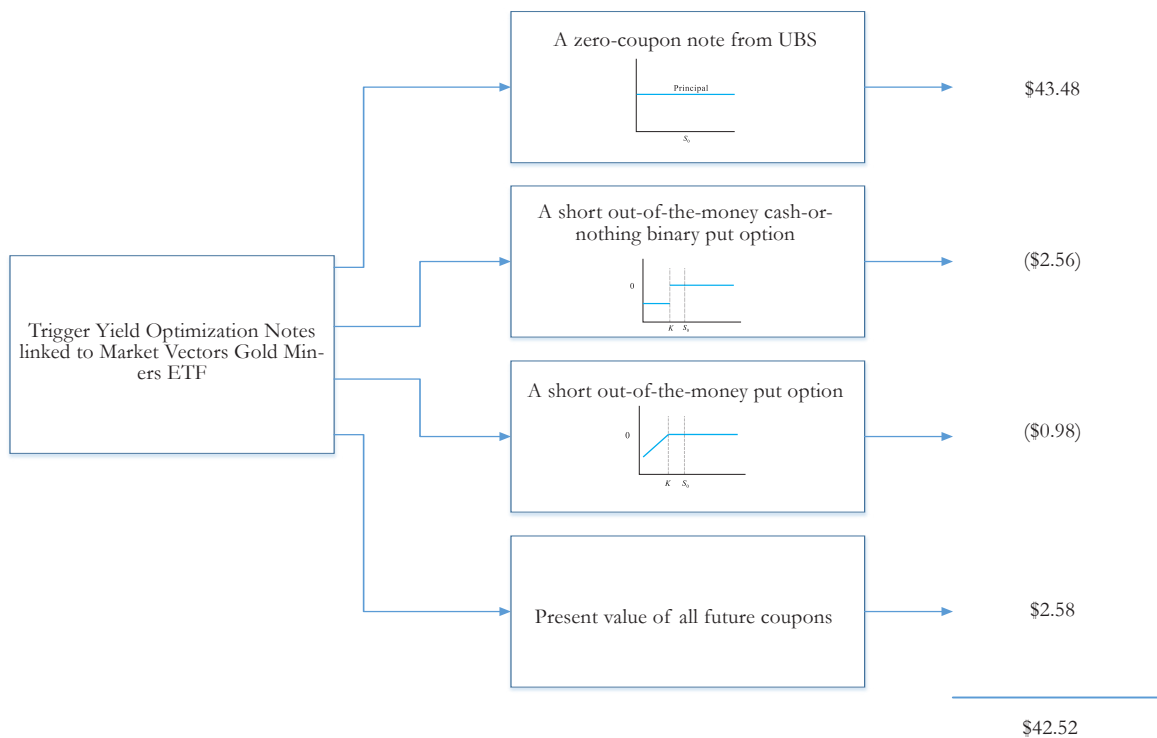 A zero-coupon note from UBS
Principal
S0
$43.48
A short out-of-the-money cash-or-
nothing binary put option
0
K S0
($2.56)
Trigger Yield Optimization Notes
linked to Market Vectors Gold Min-
ers ETF
A short out-of-the-money put option
0
K S0
($0.98)
Present value of all future coupons
$2.58
$42.52